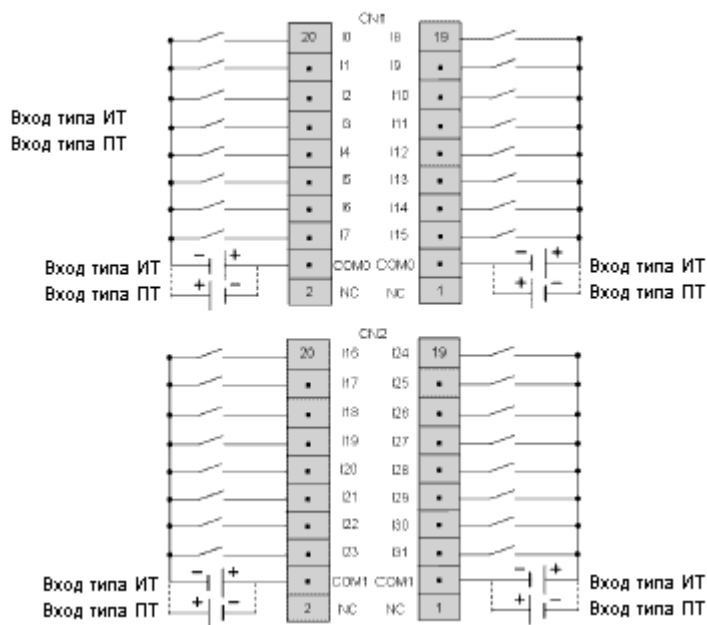 CN1
20 I0 I8 19
I1 I9
I2 I10
Вход типа ИТ I3 I11
Вход типа ПТ I4 I12
I5 I13
I6 I14
I7 I15
Вход типа ИТ - + COM0 COM0 - + Вход типа ИТ
Вход типа ПТ + - 2 NC NC 1 + - Вход типа ПТ
CN2
20 I16 I24 19
I17 I25
I18 I26
I19 I27
I20 I28
I21 I29
I22 I30
I23 I31
Вход типа ИТ - + COM1 COM1 - + Вход типа ИТ
Вход типа ПТ + - 2 NC NC 1 + - Вход типа ПТ